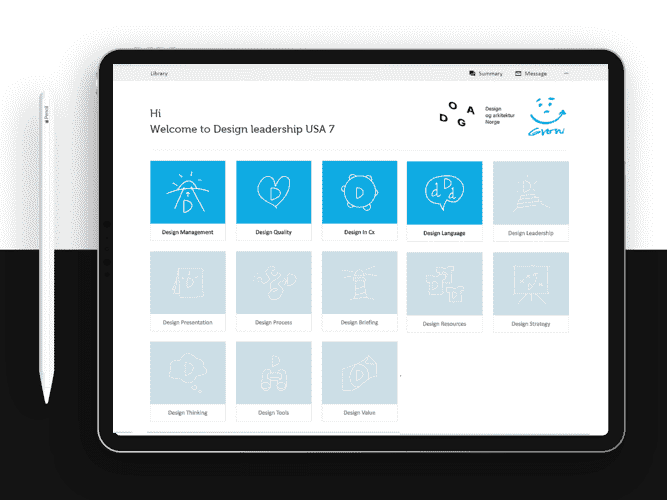 Library
Summary
Message
Hi
Welcome to Design leadership USA 7
D O G A
Design
og arkitektur
Norge
Grow
Design Management
Design Quality
Design In Cx
Design Language
Design Leadership
Design Presentation
Design Process
Design Briefing
Design Resources
Design Strategy
Design Thinking
Design Tools
Design Value
Pencil